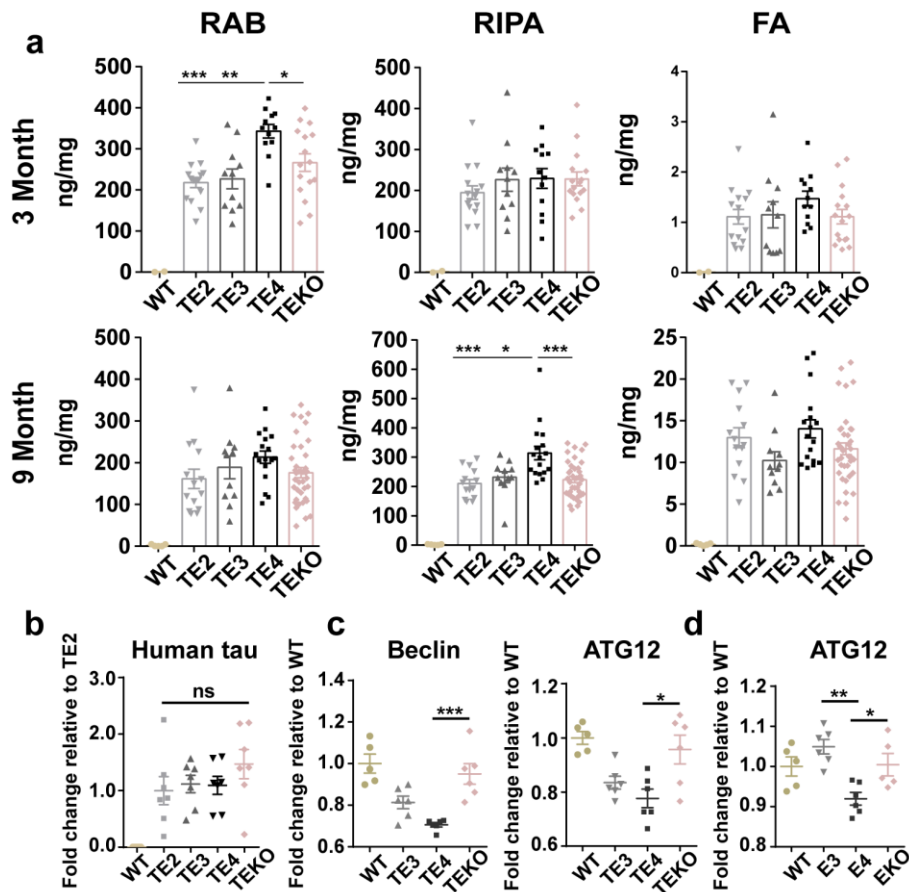 a
RAB RIPA FA
3 Month
ng/mg
500
400
300
200
100
0
*** ** *
WT TE2 TE3 TE4 TEKO
ng/mg
500
400
300
200
100
0
WT TE2 TE3 TE4 TEKO
ng/mg
4
3
2
1
0
WT TE2 TE3 TE4 TEKO
9 Month
ng/mg
500
400
300
200
100
0
WT TE2 TE3 TE4 TEKO
ng/mg
700
600
500
400
300
200
100
0
*** * ***
WT TE2 TE3 TE4 TEKO
ng/mg
25
20
15
10
5
0
WT TE2 TE3 TE4 TEKO
b
Human tau
Fold change relative to TE2
3.0
2.0
1.0
0.0
ns
WT TE2 TE3 TE4 TEKO
c
Beclin
Fold change relative to WT
1.4
1.2
1.0
0.8
0.6
***
WT TE3 TE4 TEKO
ATG12
Fold change relative to WT
1.2
1.0
0.8
0.6
*
WT TE3 TE4 TEKO
d
ATG12
Fold change relative to WT
1.2
1.1
1.0
0.9
0.8
** *
WT E3 E4 EKO